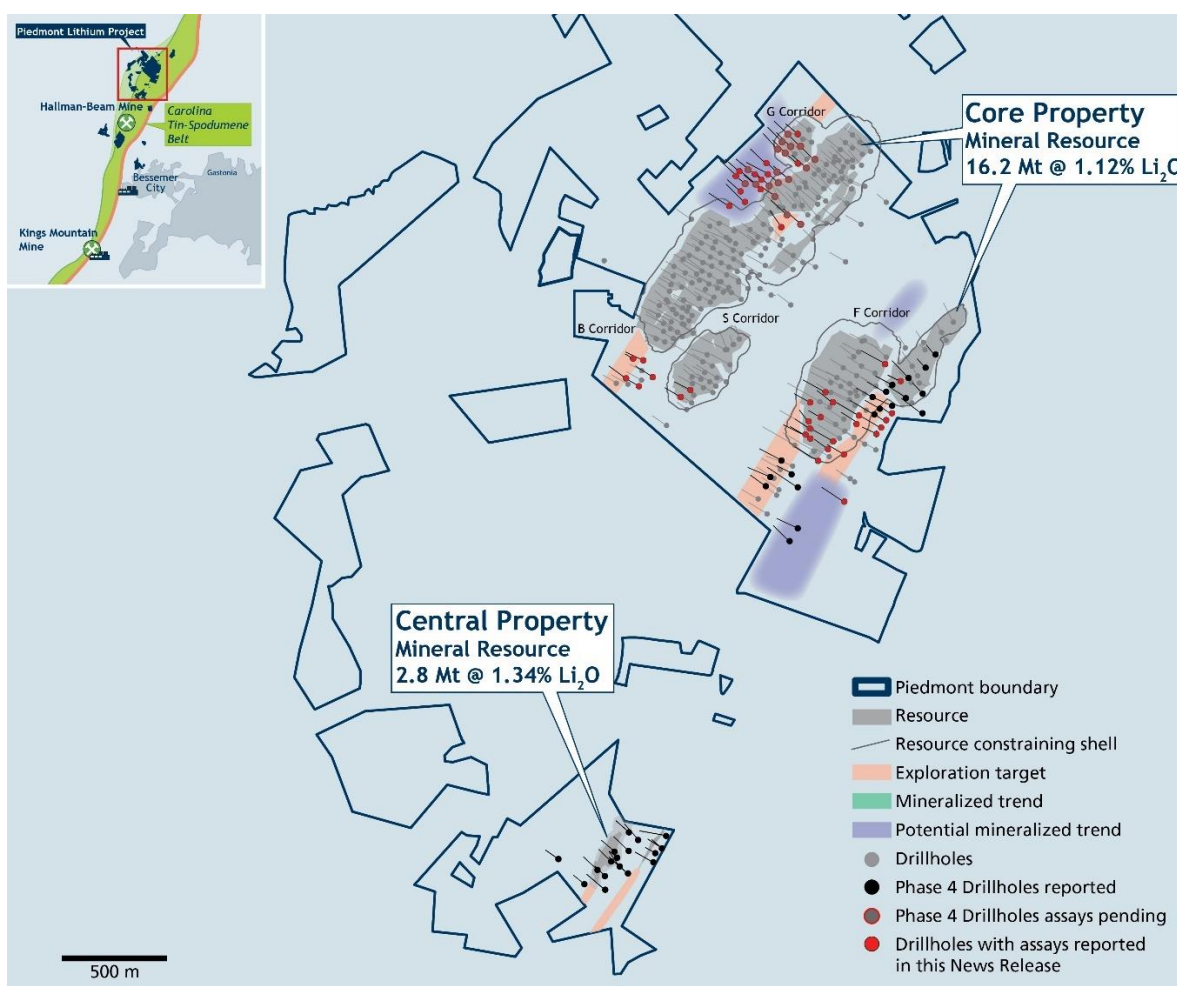 Piedmont Lithium Project
Hallman-Beam Mine
Carolina
Tin-Spodumene
Belt
Bessemer
City
Gastonia
Kings Mountain
Mine
G Corridor
Core Property
Mineral Resource
16.2 Mt @ 1.12% Li₂O
B Corridor
S Corridor
F Corridor
Central Property
Mineral Resource
2.8 Mt @ 1.34% Li₂O
Piedmont boundary
Resource
Resource constraining shell
Exploration target
Mineralized trend
Potential mineralized trend
Drillholes
Phase 4 Drillholes reported
Phase 4 Drillholes assays pending
Drillholes with assays reported
in this News Release
500 m